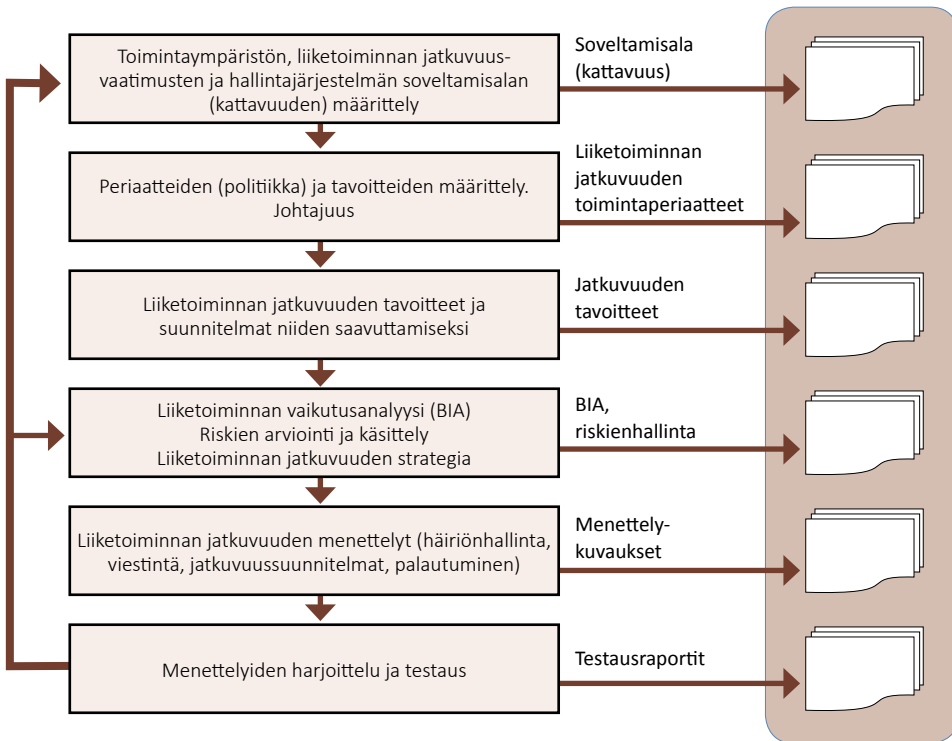 Toimintaympäristön, liiketoiminnan jatkuvuus-
vaatimusten ja hallintajärjestelmän soveltamisalan
(kattavuuden) määrittely
Soveltamisala
(kattavuus)
Periaatteiden (politiikka) ja tavoitteiden määrittely.
Johtajuus
Liiketoiminnan
jatkuvuuden
toimintaperiaatteet
Liiketoiminnan jatkuvuuden tavoitteet ja
suunnitelmat niiden saavuttamiseksi
Jatkuvuuden
tavoitteet
Liiketoiminnan vaikutusanalyysi (BIA)
Riskien arviointi ja käsittely
Liiketoiminnan jatkuvuuden strategia
BIA,
riskienhallinta
Liiketoiminnan jatkuvuuden menettelyt (häiriönhallinta,
viestintä, jatkuvuussuunnitelmat, palautuminen)
Menettely-
kuvaukset
Menettelyiden harjoittelu ja testaus
Testausraportit